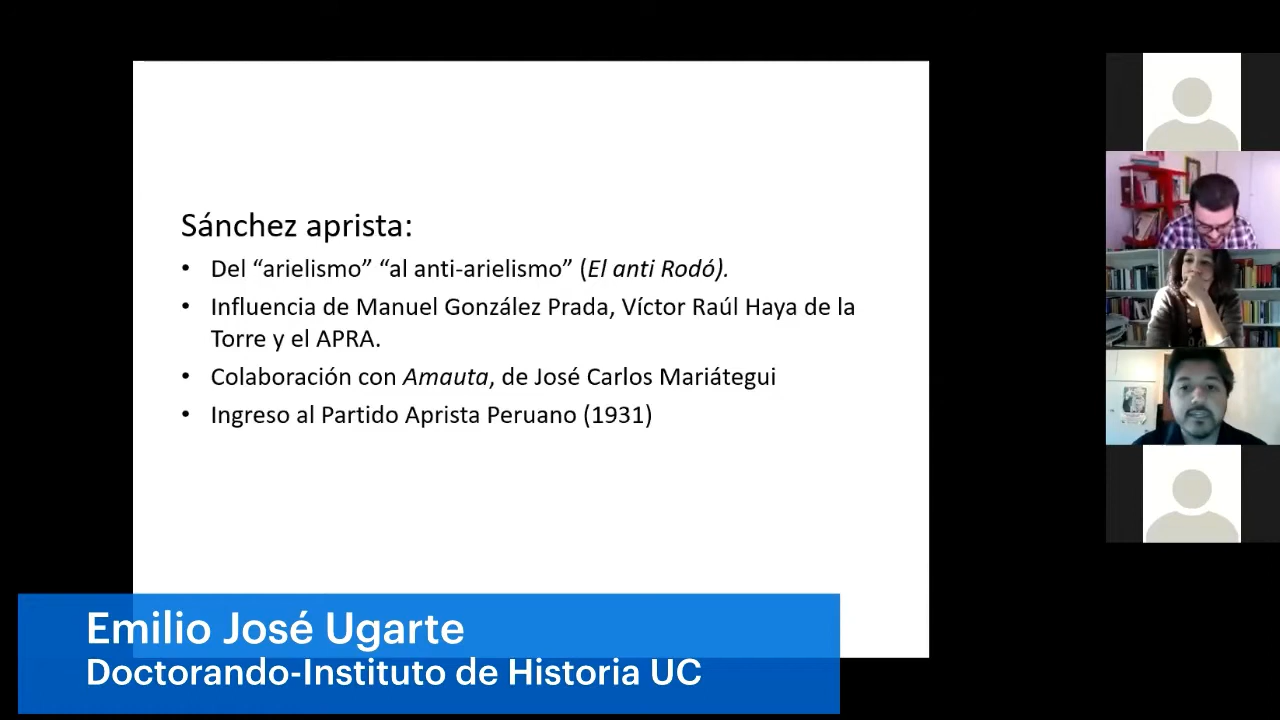 Sánchez aprista:
• Del “arielismo” “al anti-arielismo” (El anti Rodó).
• Influencia de Manuel González Prada, Víctor Raúl Haya de la
Torre y el APRA.
• Colaboración con Amauta, de José Carlos Mariátegui
• Ingreso al Partido Aprista Peruano (1931)
Emilio José Ugarte
Doctorando-Instituto de Historia UC